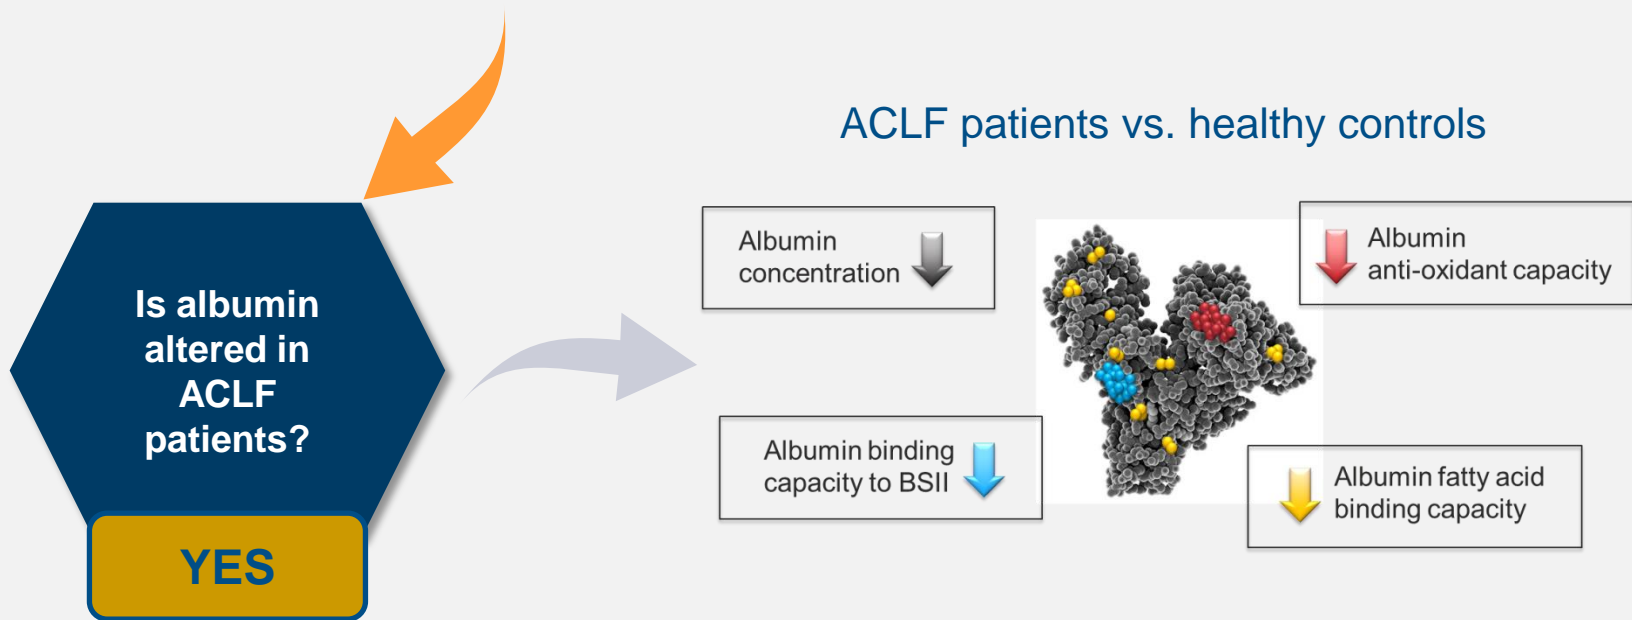 ACLF patients vs. healthy controls
Is albumin
altered in
ACLF
patients?
YES
Albumin
concentration
Albumin
anti-oxidant capacity
Albumin binding
capacity to BSII
Albumin fatty acid
binding capacity